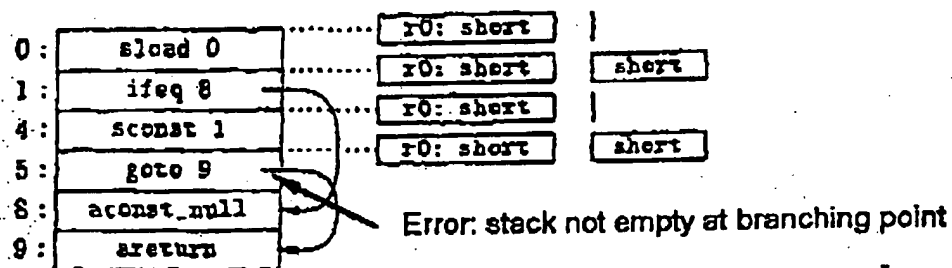 r0: short
0: sload 0
r0: short short
1: ifeq 8
r0: short
4: sconst 1
r0: short short
5: goto 9
8: aconst_null
Error: stack not empty at branching point
9: areturn